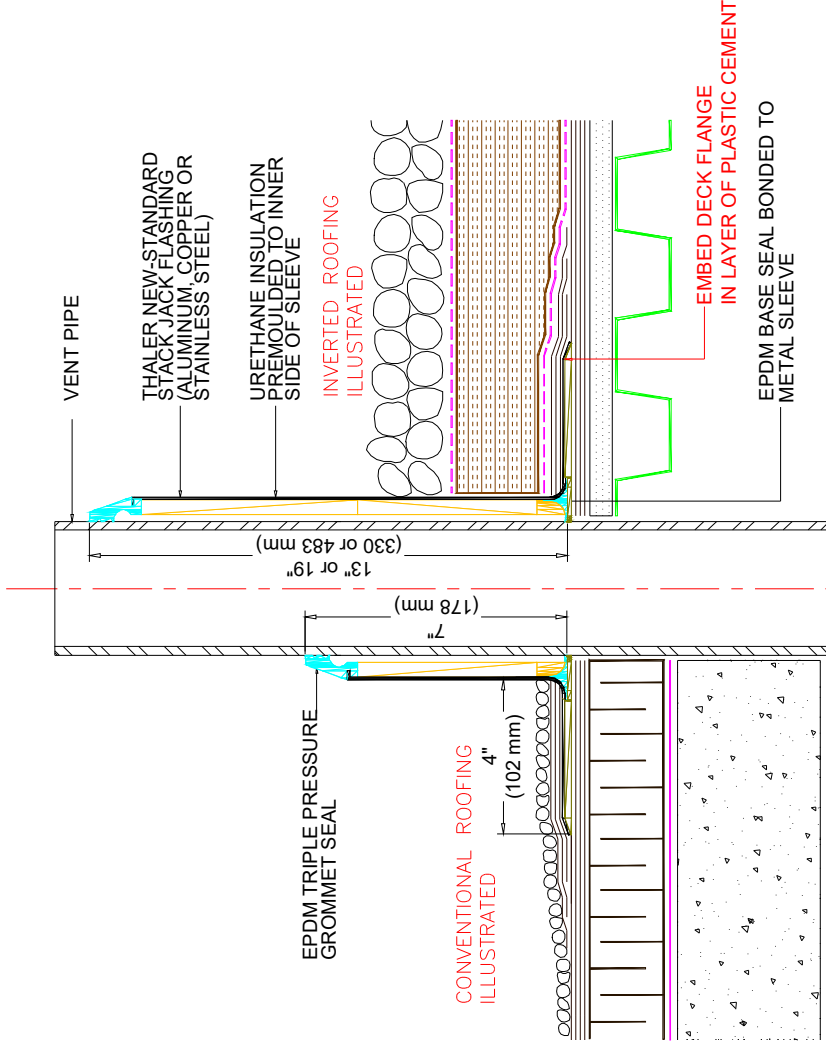 VENT PIPE
THALER NEW-STANDARD
STACK JACK FLASHING
(ALUMINUM, COPPER OR
STAINLESS STEEL)
URETHANE INSULATION
PREMOULDED TO INNER
SIDE OF SLEEVE
INVERTED ROOFING
ILLUSTRATED
EMBED DECK FLANGE
IN LAYER OF PLASTIC CEMENT
EPDM BASE SEAL BONDED TO
METAL SLEEVE
13" or 19"
(330 or 483 mm)
7"
(178 mm)
EPDM TRIPLE PRESSURE
GROMMET SEAL
CONVENTIONAL ROOFING
ILLUSTRATED
4"
(102 mm)